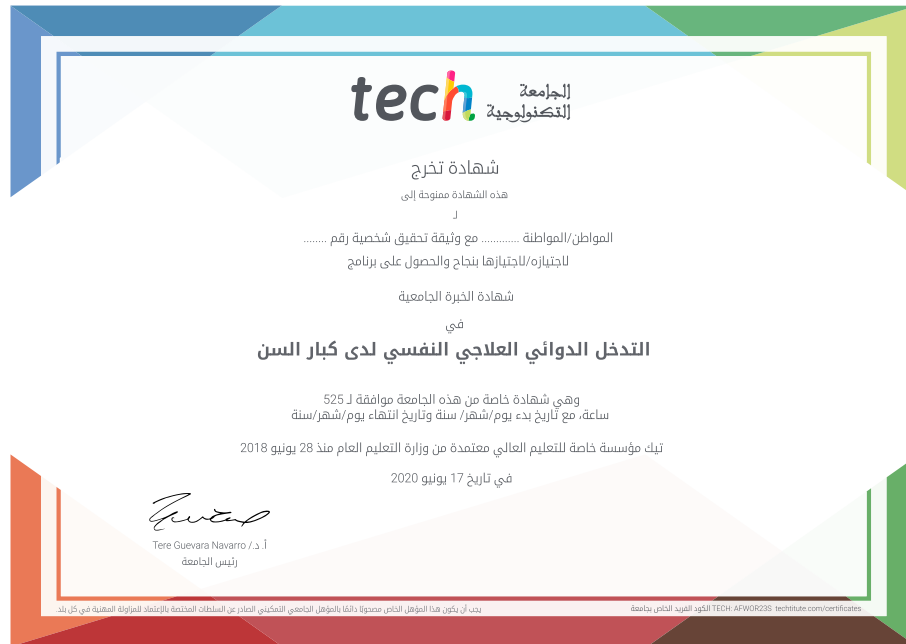 tech الجامعة
التكنولوجية
شهادة تخرج
هذه الشهادة ممنوحة إلى
لـ
المواطن/المواطنة ............ مع وثيقة تحقيق شخصية رقم ........
لاجتيازه/لاجتيازها بنجاح والحصول على برنامج
شهادة الخبرة الجامعية
في
التدخل الدوائي العلاجي النفسي لدى كبار السن
وهي شهادة خاصة من هذه الجامعة موافقة لـ 525
ساعة، مع تاريخ بدء يوم/شهر/ سنة وتاريخ انتهاء يوم/شهر/سنة
تيك مؤسسة خاصة للتعليم العالي معتمدة من وزارة التعليم العام منذ 28 يونيو 2018
في تاريخ 17 يونيو 2020
أ. د./ Tere Guevara Navarro
رئيس الجامعة
يجب أن يكون هذا المؤهل الخاص مصحوبًا دائمًا بالمؤهل الجامعي التمكيني الصادر عن السلطات المختصة بالإعتماد للمزاولة المهنية في كل بلد.
الكود الفريد الخاص بجامعة TECH: AFWOR23S techtitute.com/certificates